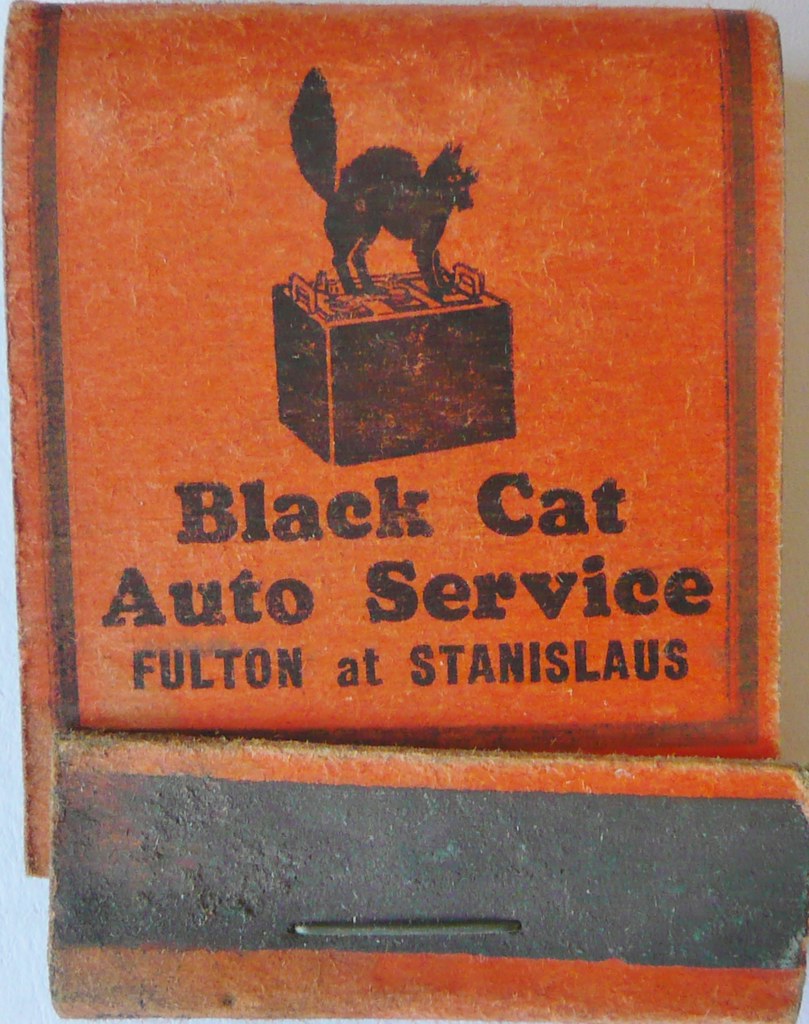 Black Cat
Auto Service
FULTON at STANISLAUS